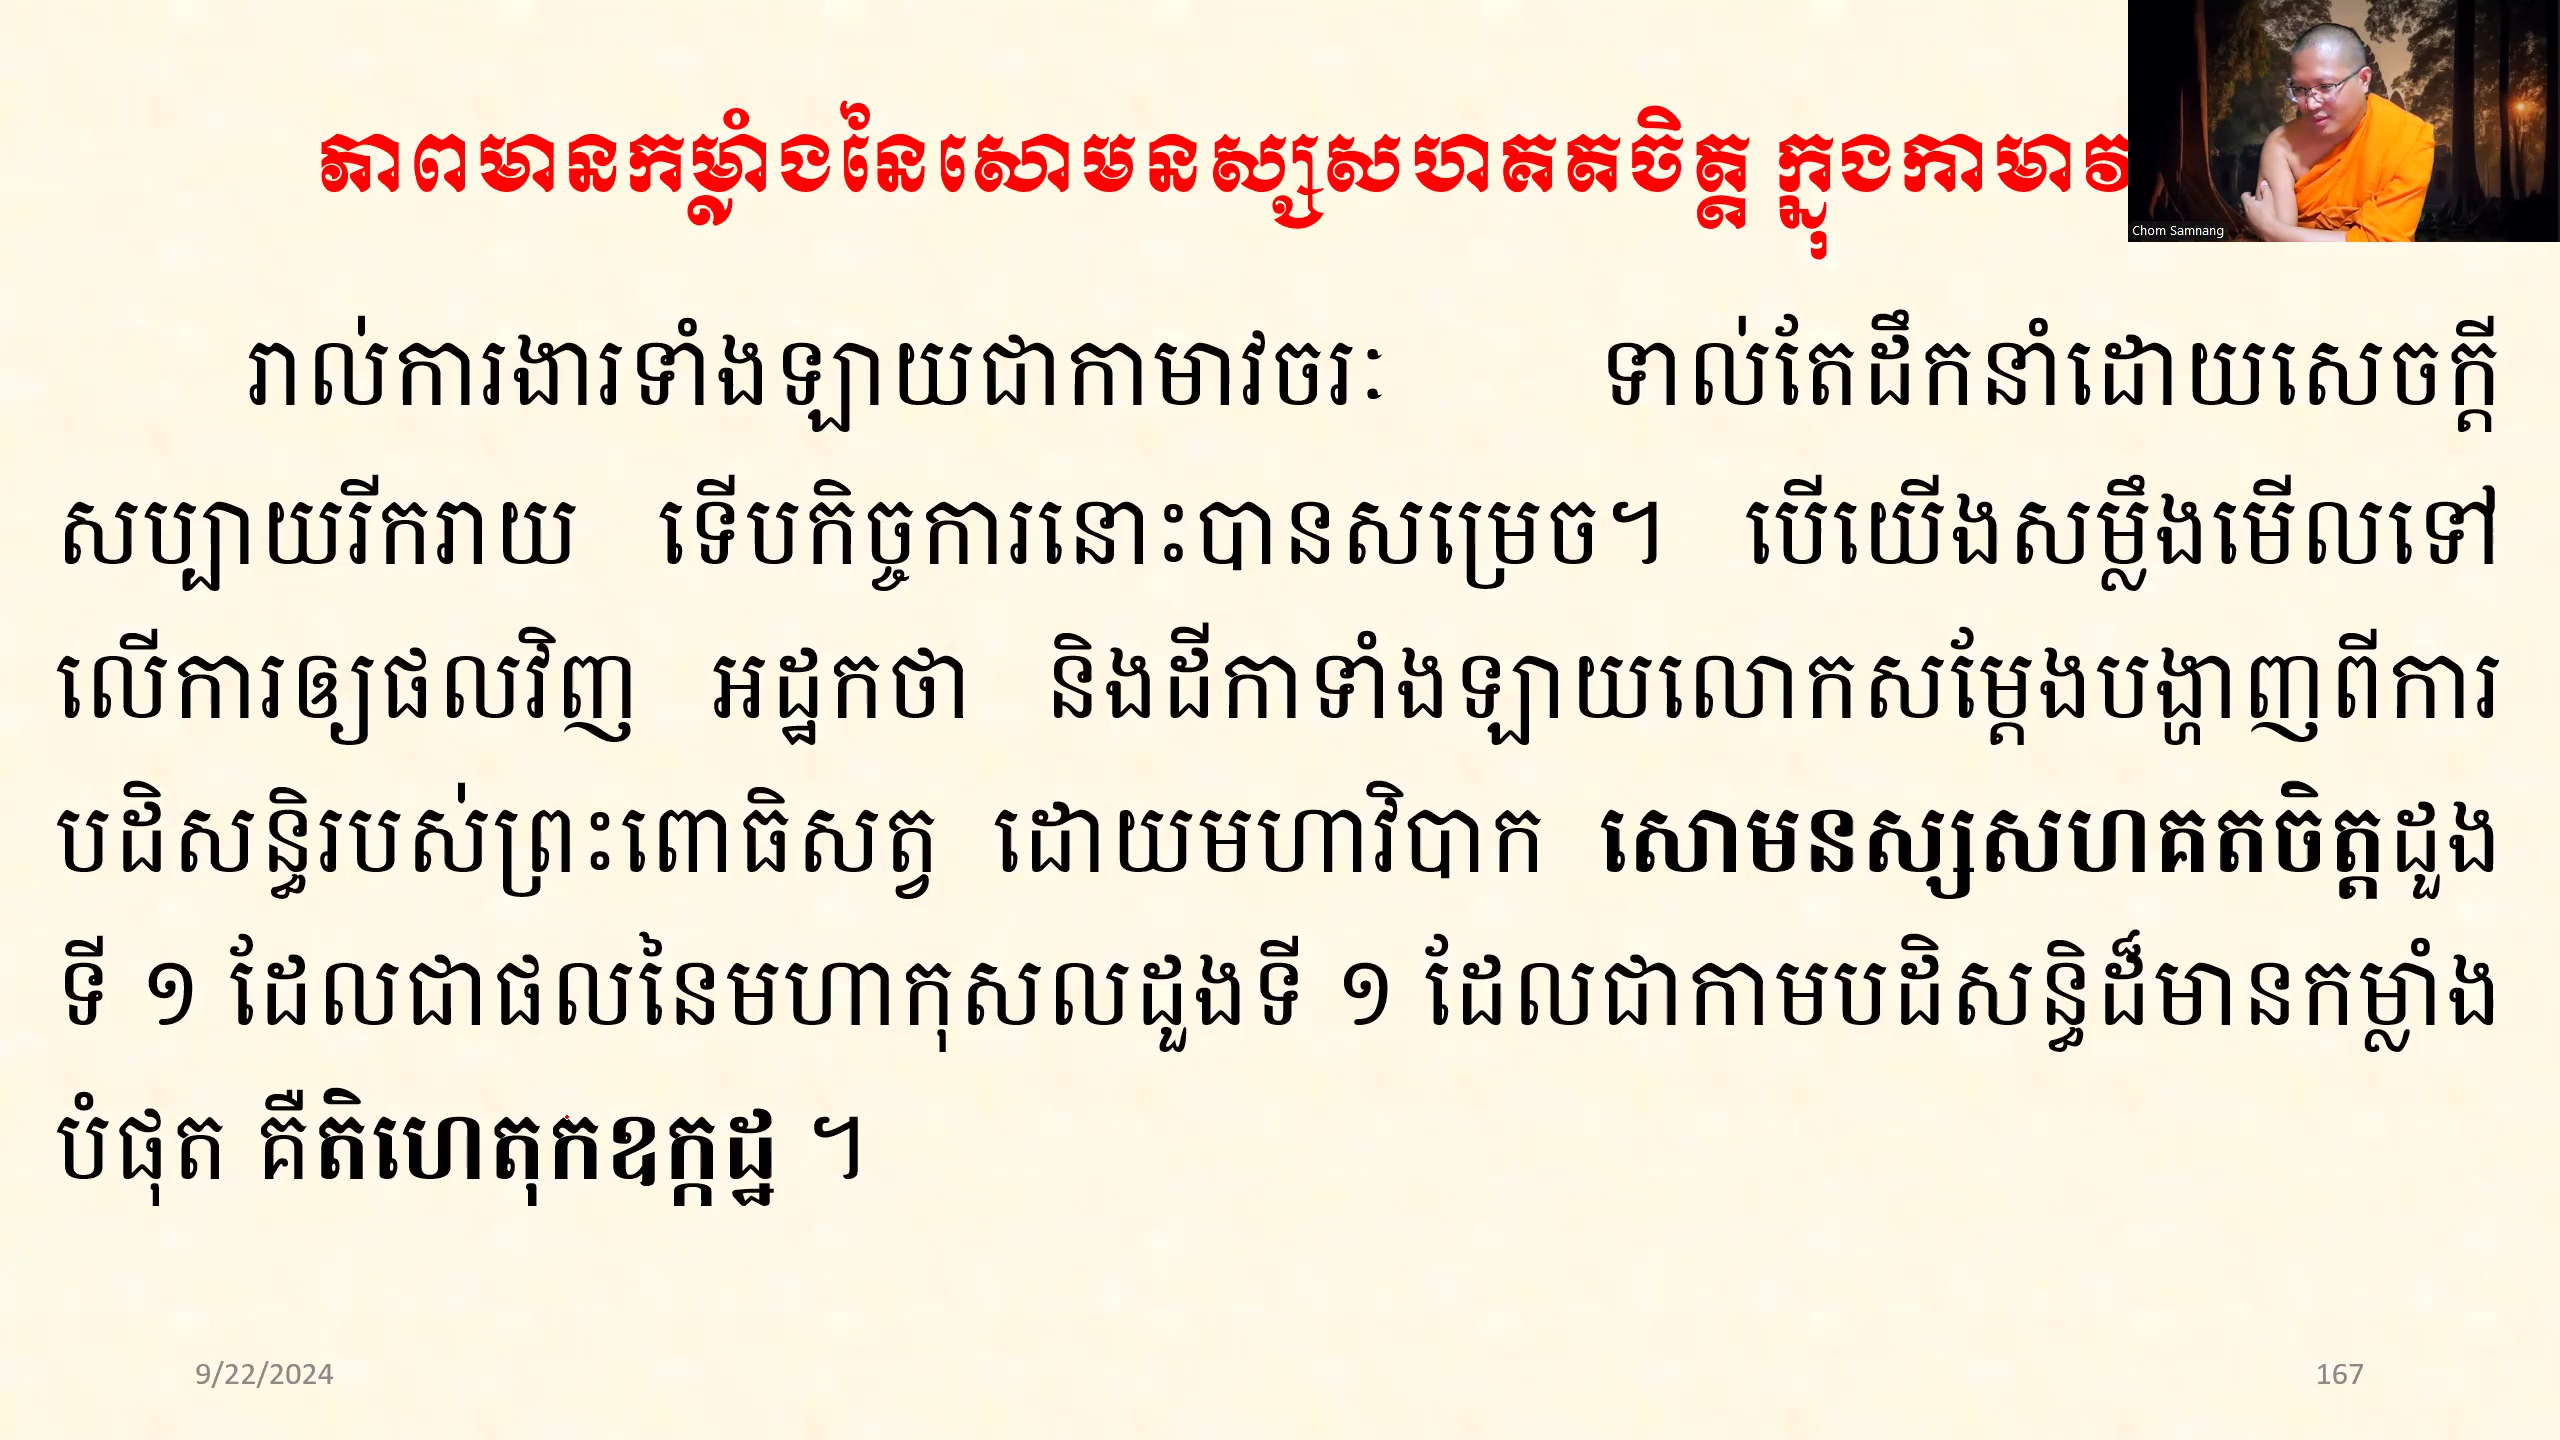 ភាពមានកម្លាំងនៃសោមនស្សសហគតចិត្ត ក្នុងកាមាវ
Chom Samnang
រាល់ការងារទាំងឡាយជាកាមាវចរៈ ទាល់តែដឹកនាំដោយសេចក្តី
សប្បាយរីករាយ ទើបកិច្ចការនោះបានសម្រេច។ បើយើងសម្លឹងមើលទៅ
លើការឲ្យផលវិញ អដ្ឋកថា និងដីកាទាំងឡាយលោកសម្តែងបង្ហាញពីការ
បដិសន្ធិរបស់ព្រះពោធិសត្វ ដោយមហាវិបាក សោមនស្សសហគតចិត្តដួង
ទី ១ ដែលជាផលនៃមហាកុសលដួងទី ១ ដែលជាកាមបដិសន្ធិដ៏មានកម្លាំង
បំផុត គឺតិហេតុកឧក្កដ្ឋ ។
9/22/2024
167